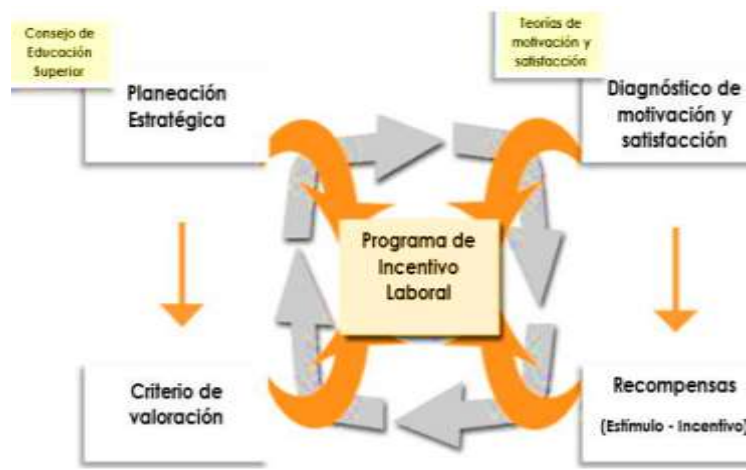 Consejo de
Educación
Superior
Planeación
Estratégica
Teorías de
motivación y
satisfacción
Diagnóstico de
motivación y
satisfacción
Programa de
Incentivo
Laboral
Criterio de
valoración
Recompensas
(Estímulo - Incentivo)